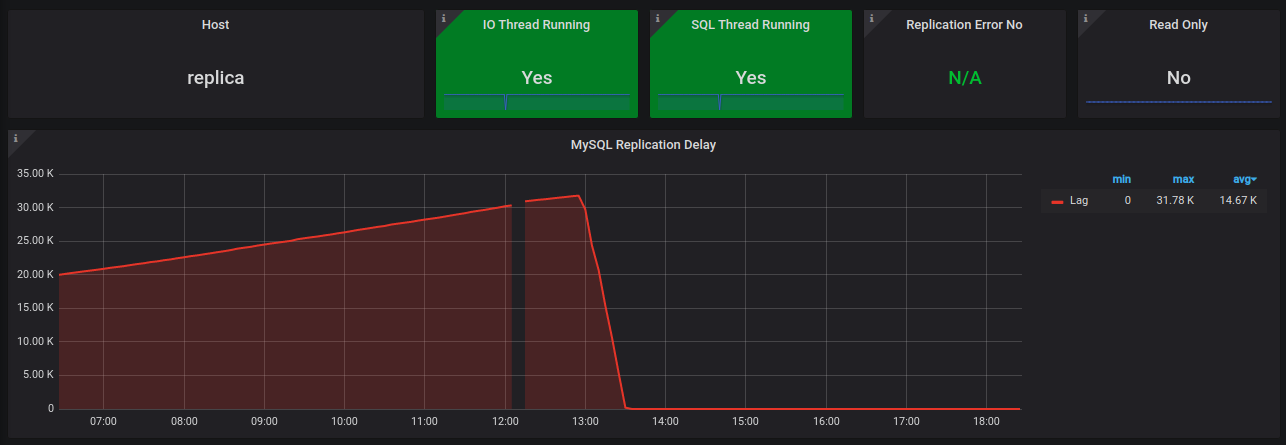 Host
replica
i
IO Thread Running
Yes
i
SQL Thread Running
Yes
i
Replication Error No
N/A
i
Read Only
No
i
MySQL Replication Delay
35.00 K
30.00 K
25.00 K
20.00 K
15.00 K
10.00 K
5.00 K
0
07:00 08:00 09:00 10:00 11:00 12:00 13:00 14:00 15:00 16:00 17:00 18:00
min max avg
Lag 0 31.78 K 14.67 K